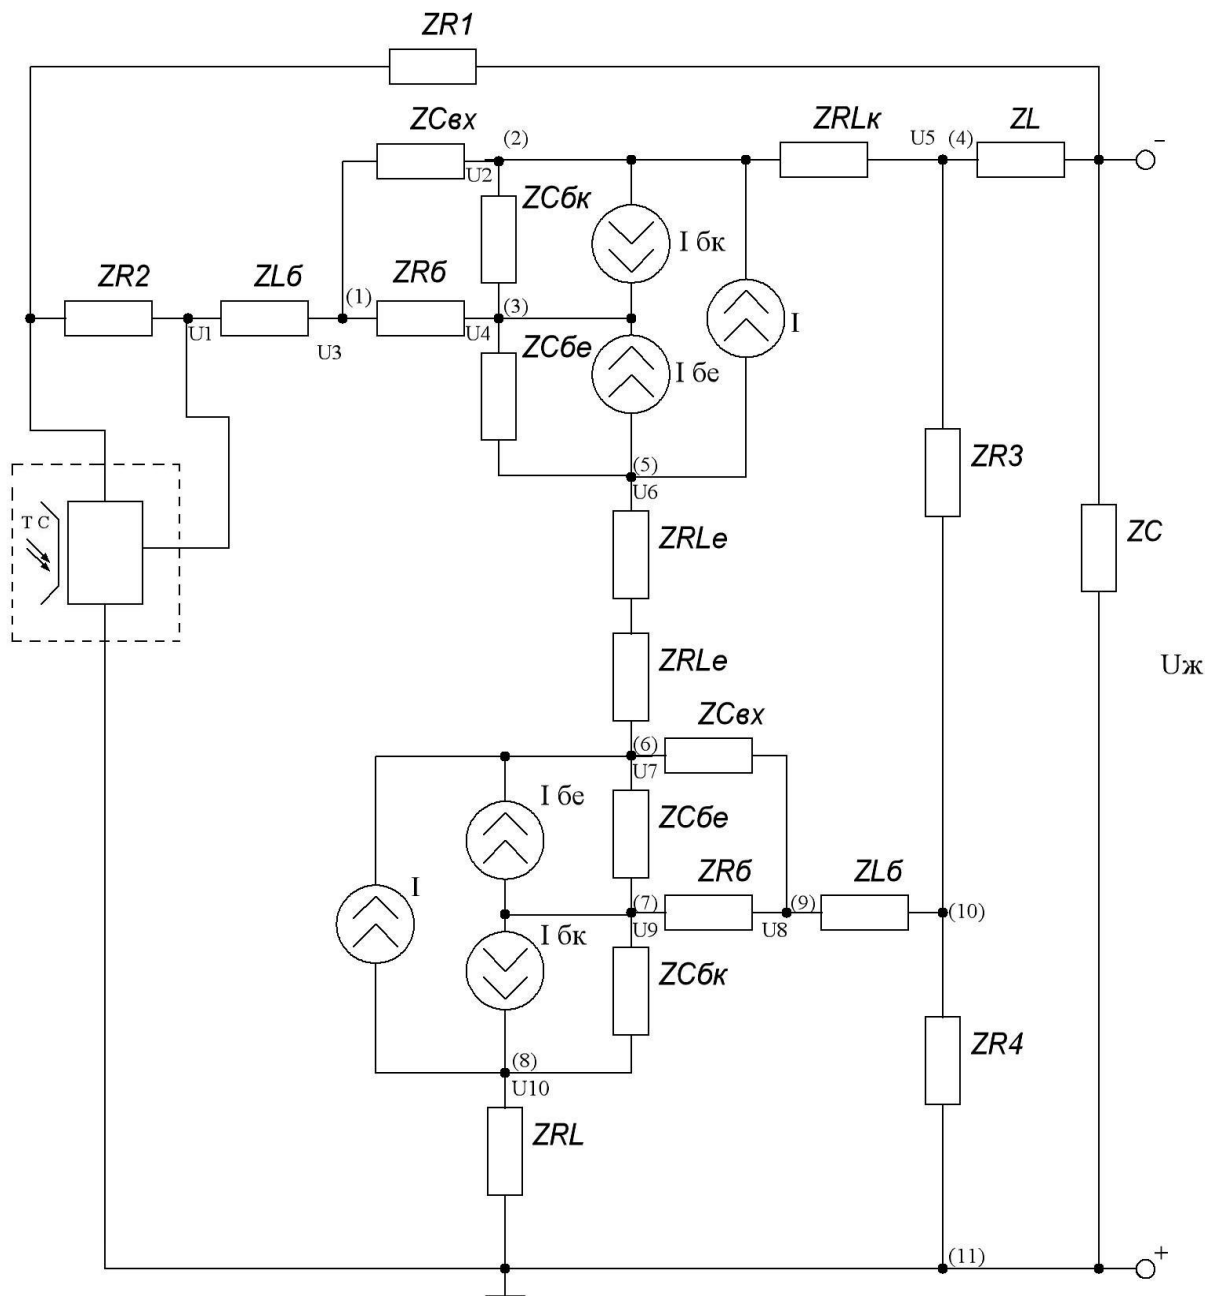 ZR1
ZCвх
(2)
ZRLк
U5
(4)
ZL
−
U2
ZCбк
I бк
ZR2
ZLб
(1)
ZRб
(3)
U1
U3
U4
I
ZCбе
I бе
(5)
U6
ZR3
Т С
ZRLe
ZC
ZRLe
Uж
ZCвх
(6)
U7
I бе
ZCбе
I
ZRб
ZLб
(7)
(9)
(10)
U9
U8
I бк
ZCбк
(8)
U10
ZR4
ZRL
(11)
+